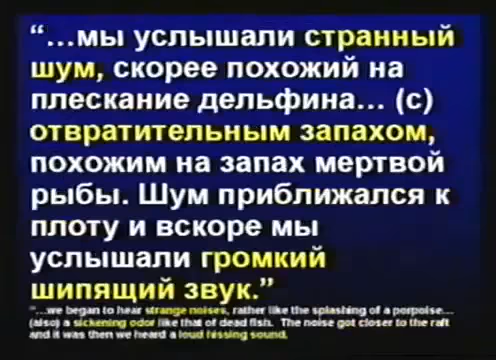 “...мы услышали странный
шум, скорее похожий на
плескание дельфина... (с)
отвратительным запахом,
похожим на запах мертвой
рыбы. Шум приближался к
плоту и вскоре мы
услышали громкий
шипящий звук.”
“...we began to hear strange noises, rather like the splashing of a porpoise...
(also) a sickening odor like that of dead fish. The noise got closer to the raft
and it was then we heard a loud hissing sound.